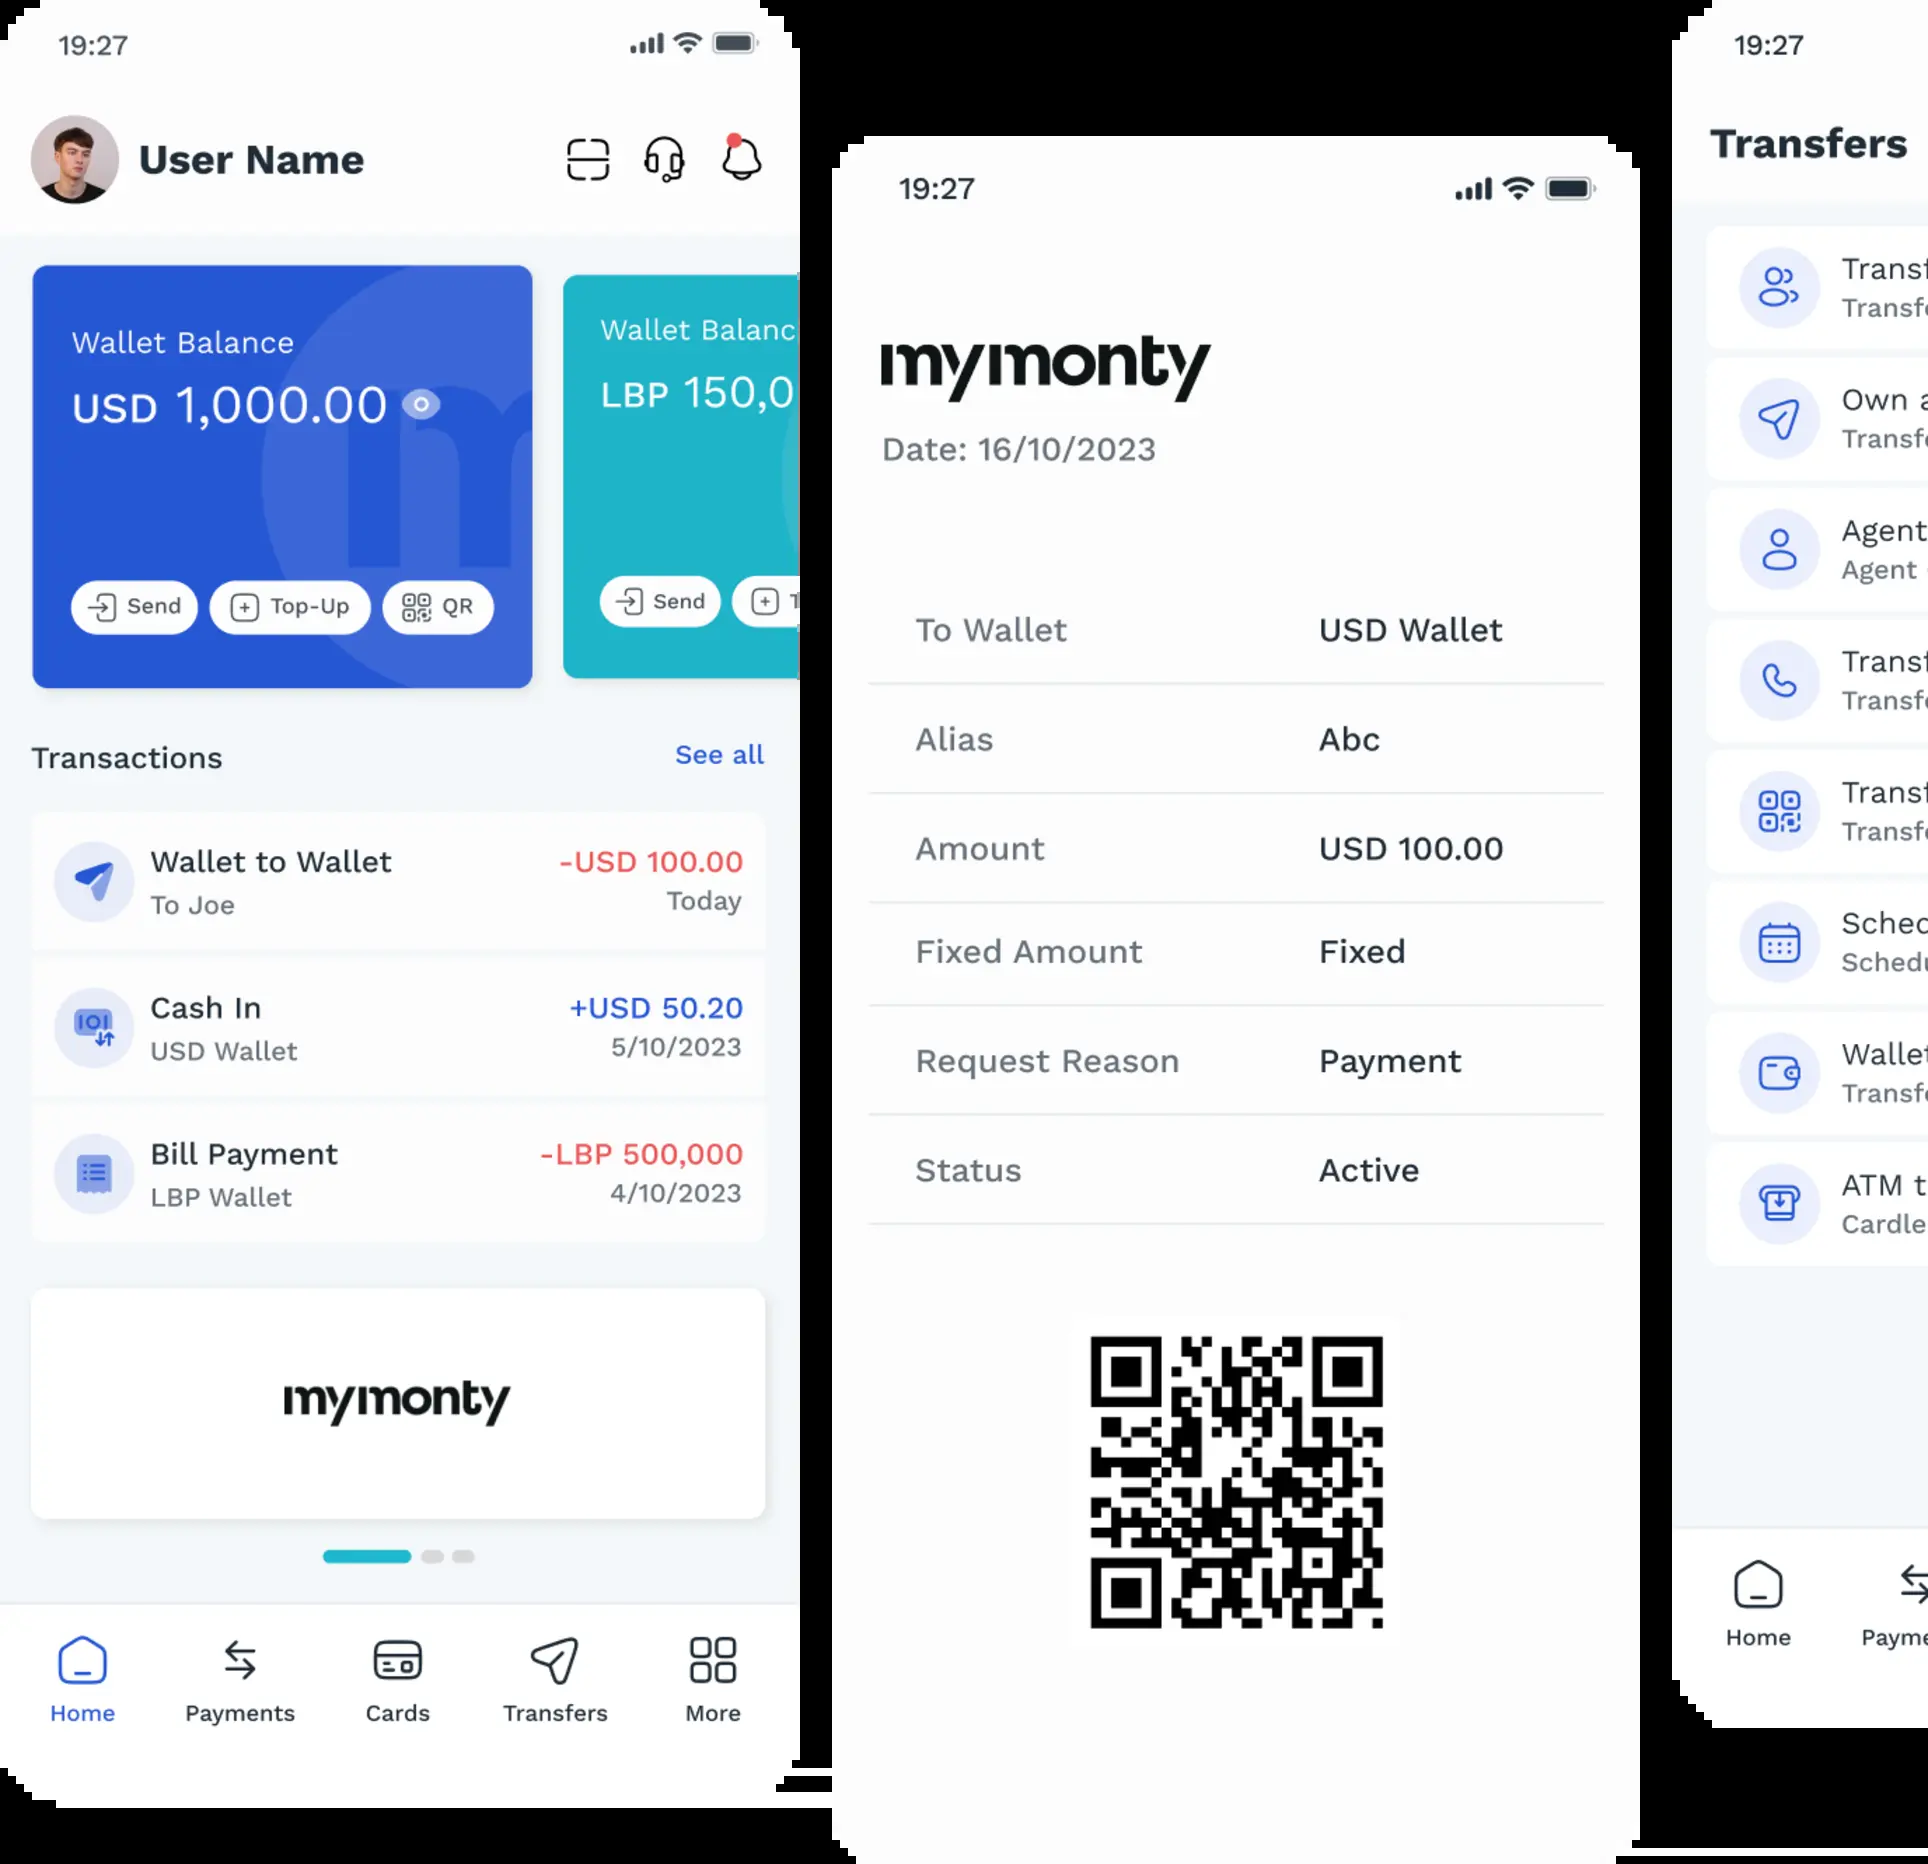 19:27
User Name
Wallet Balance
USD 1,000.00
Send
Top-Up
QR
Wallet Balanc
LBP 150,0
Send
Transactions
See all
Wallet to Wallet
-USD 100.00
To Joe
Today
Cash In
+USD 50.20
USD Wallet
5/10/2023
Bill Payment
-LBP 500,000
LBP Wallet
4/10/2023
mymonty
Home
Payments
Cards
Transfers
More
19:27
mymonty
Date: 16/10/2023
To Wallet
USD Wallet
Alias
Abc
Amount
USD 100.00
Fixed Amount
Fixed
Request Reason
Payment
Status
Active
19:27
Transfers
Transf
Transfe
Own a
Transfe
Agent
Agent
Transf
Transfe
Transf
Transfe
Sched
Schedu
Wallet
Transfe
ATM t
Cardle
Home
Payme